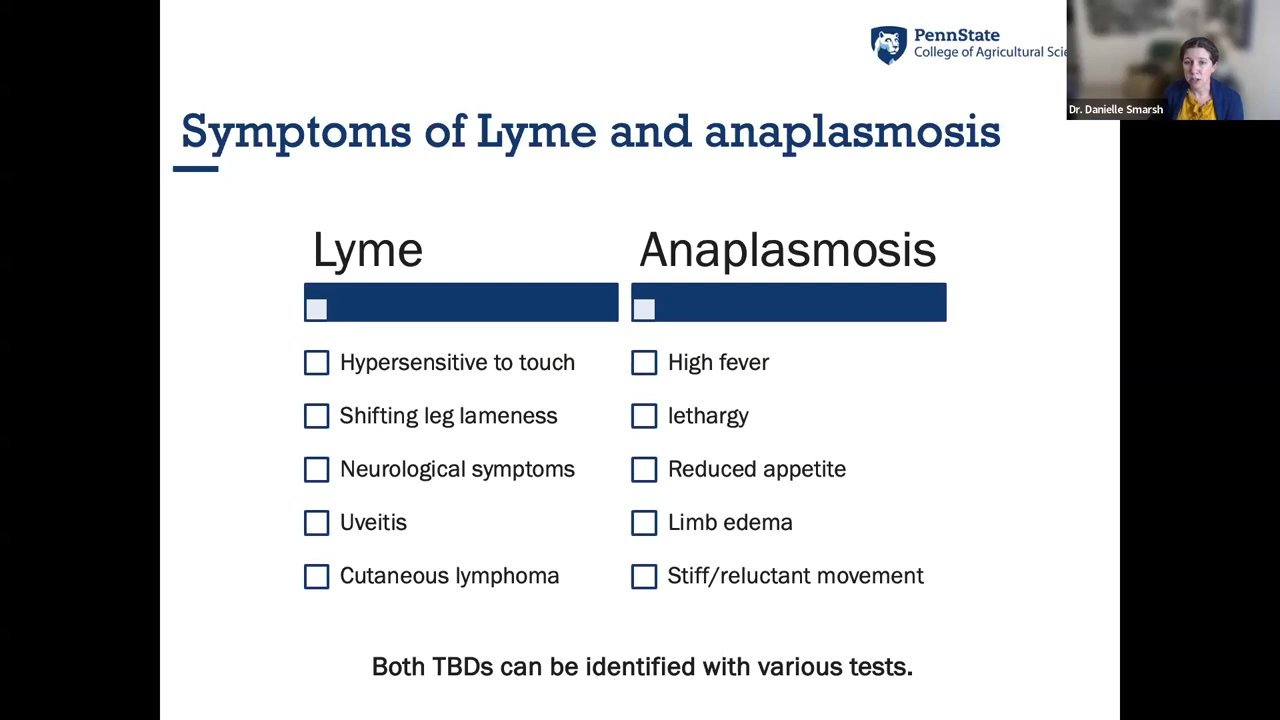 PennState
College of Agricultural Scie
Dr. Danielle Smarsh
Symptoms of Lyme and anaplasmosis
Lyme
Hypersensitive to touch
Shifting leg lameness
Neurological symptoms
Uveitis
Cutaneous lymphoma
Anaplasmosis
High fever
lethargy
Reduced appetite
Limb edema
Stiff/reluctant movement
Both TBDs can be identified with various tests.